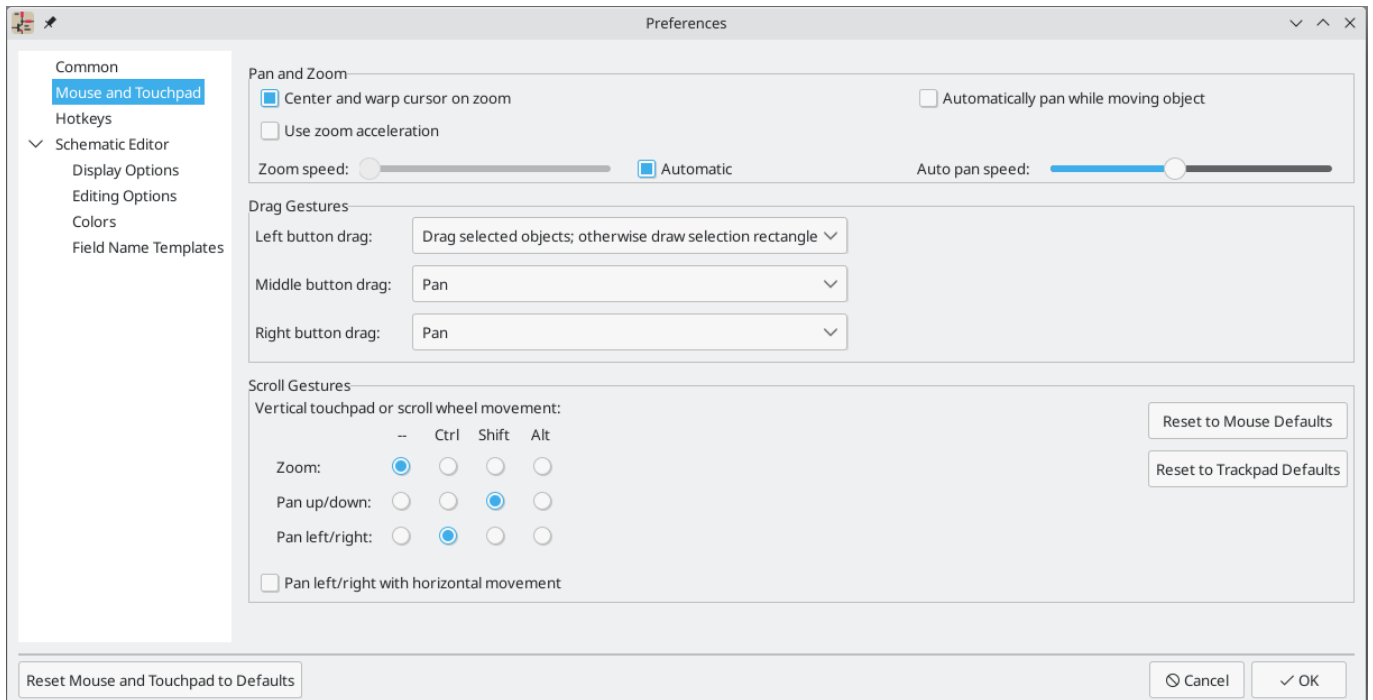 Preferences
Common
Mouse and Touchpad
Hotkeys
Schematic Editor
Display Options
Editing Options
Colors
Field Name Templates
Pan and Zoom
Center and warp cursor on zoom
Automatically pan while moving object
Use zoom acceleration
Zoom speed:
Automatic
Auto pan speed:
Drag Gestures
Left button drag: Drag selected objects; otherwise draw selection rectangle
Middle button drag: Pan
Right button drag: Pan
Scroll Gestures
Vertical touchpad or scroll wheel movement:
-- Ctrl Shift Alt
Zoom:
Pan up/down:
Pan left/right:
Pan left/right with horizontal movement
Reset to Mouse Defaults
Reset to Trackpad Defaults
Reset Mouse and Touchpad to Defaults
Cancel
OK